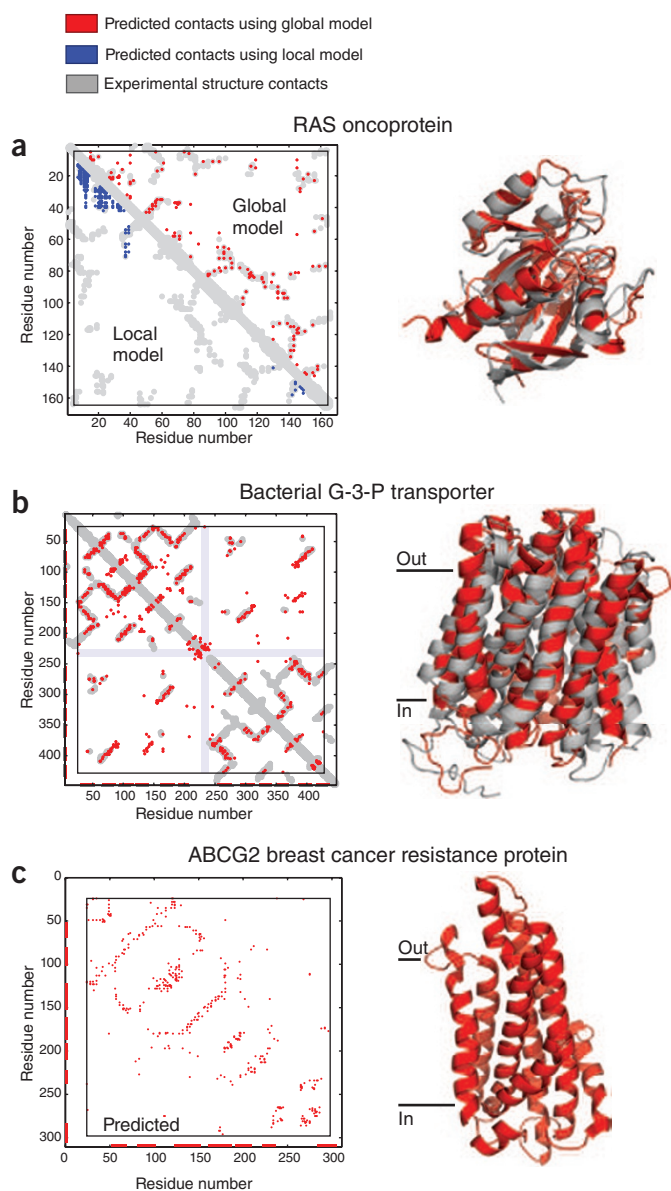 Predicted contacts using global model
Predicted contacts using local model
Experimental structure contacts
RAS oncoprotein
a
Residue number
20
40
60
80
100
120
140
160
Global
model
Local
model
20 40 60 80 100 120 140 160
Residue number
Bacterial G-3-P transporter
b
Residue number
50
100
150
200
250
300
350
400
50 100 150 200 250 300 350 400
Residue number
Out
In
ABCG2 breast cancer resistance protein
c
Residue number
0
50
100
150
200
250
300
Predicted
0 50 100 150 200 250 300
Residue number
Out
In